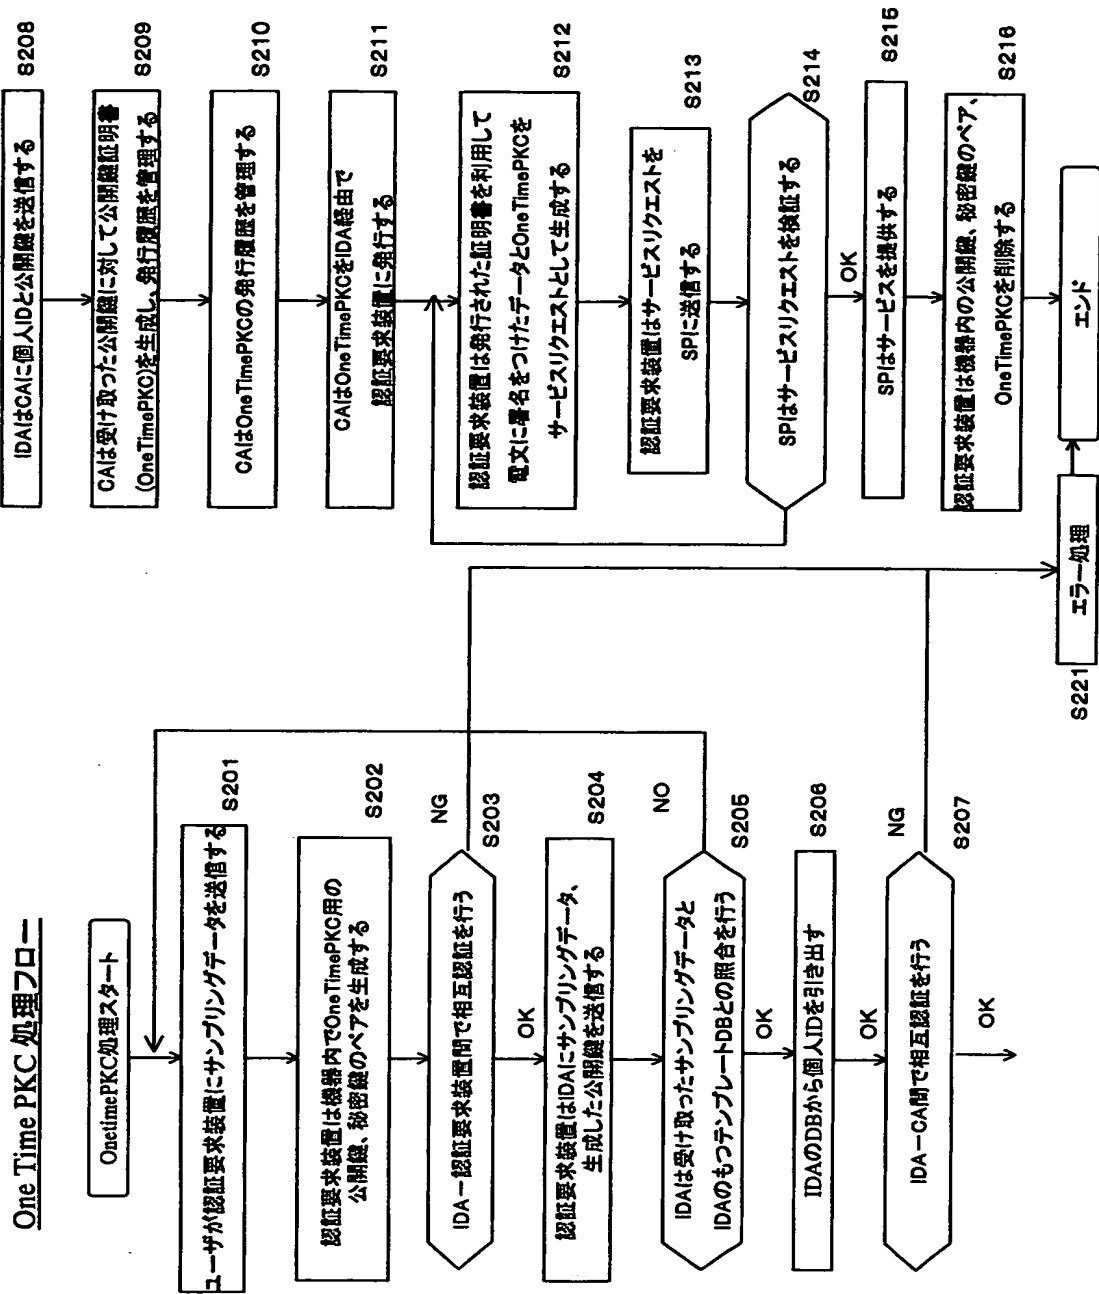 One Time PKC 処理フロー
OnetimePKC処理スタート
ユーザが認証要求装置にサンプリングデータを送信する
S201
認証要求装置は機器内でOneTimePKC用の
公開鍵、秘密鍵のペアを生成する
S202
IDAー認証要求装置間で相互認証を行う
NG
S203
OK
認証要求装置はIDAにサンプリングデータ、
生成した公開鍵を送信する
S204
IDAは受け取ったサンプリングデータと
IDAのもつテンプレートDBとの照合を行う
NO
S205
OK
IDAのDBから個人IDを引き出す
S206
OK
IDAーCA間で相互認証を行う
NG
S207
OK
IDAはCAに個人IDと公開鍵を送信する
S208
CAは受け取った公開鍵に対して公開鍵証明書
(OneTimePKC)を生成し、発行履歴を管理する
S209
CAはOneTimePKCの発行履歴を管理する
S210
CAはOneTimePKCをIDA経由で
認証要求装置に発行する
S211
認証要求装置は発行された証明書を利用して
電文に署名をつけたデータとOneTimePKCを
サービスリクエストとして生成する
S212
認証要求装置はサービスリクエストを
SPに送信する
S213
SPはサービスリクエストを検証する
S214
OK
SPはサービスを提供する
S215
認証要求装置は機器内の公開鍵、秘密鍵のペア、
OneTimePKCを削除する
S216
エラー処理
S221
エンド